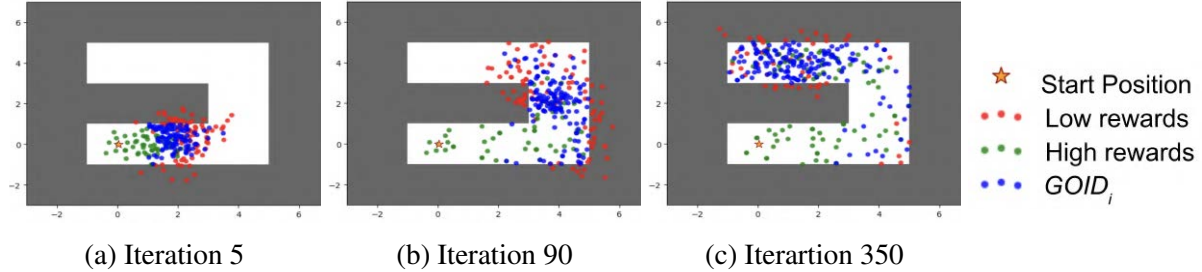 6
4
2
0
−2
−2 0 2 4 6
6
4
2
0
−2
−2 0 2 4 6
6
4
2
0
−2
−2 0 2 4 6
Start Position
Low rewards
High rewards
GOID_i
(a) Iteration 5
(b) Iteration 90
(c) Iterartion 350